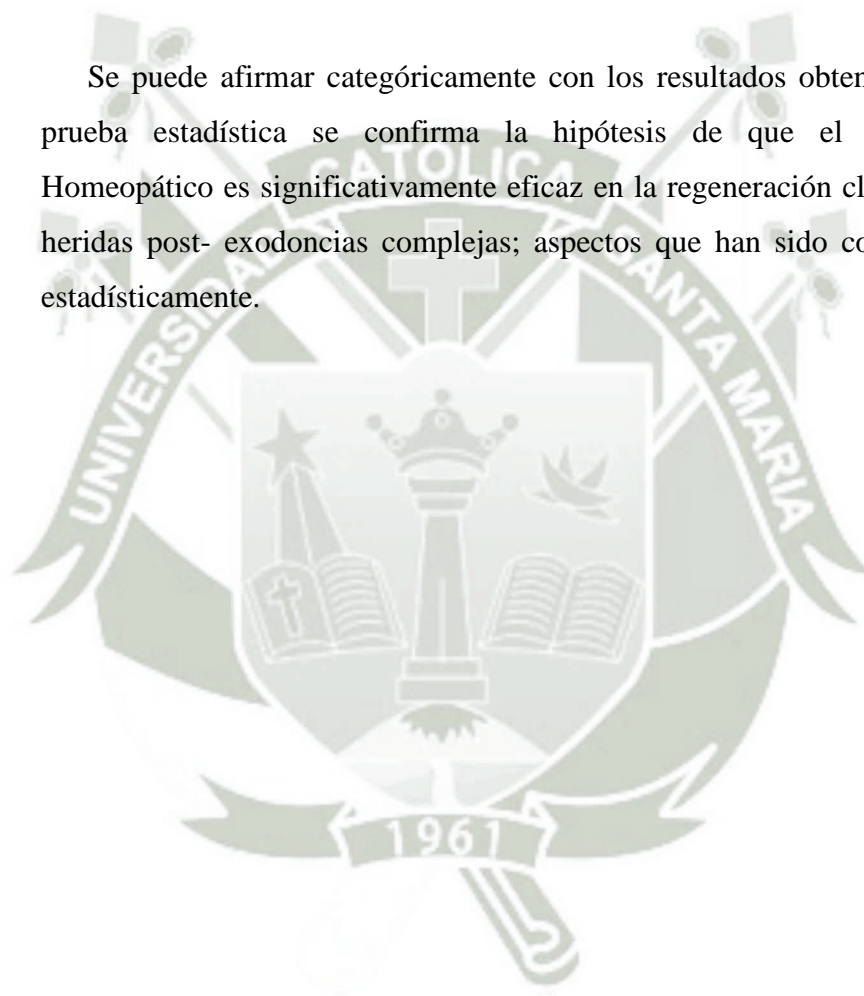 Se puede afirmar categóricamente con los resultados obten
prueba estadística se confirma la hipótesis de que el
Homeopático es significativamente eficaz en la regeneración cl
heridas post- exodoncias complejas; aspectos que han sido co
estadísticamente.
UNIVERSIDAD CATOLICA SANTA MARIA
1961